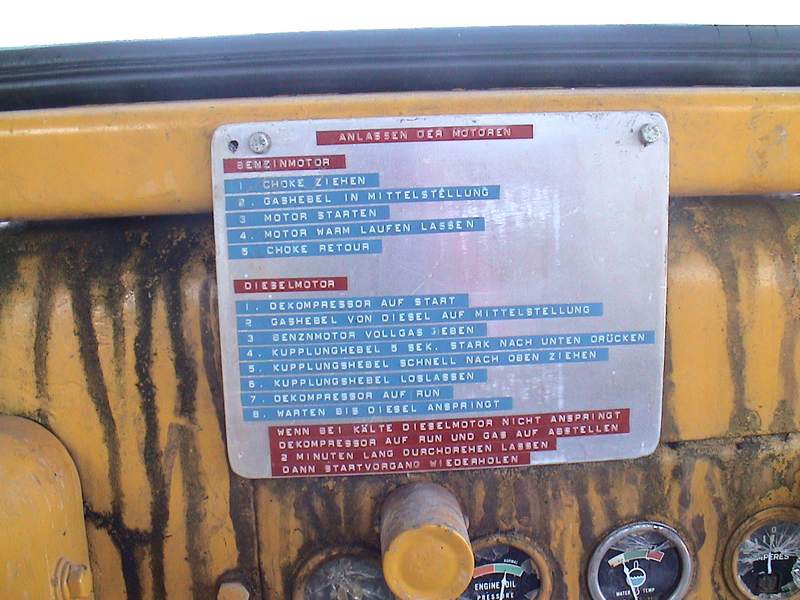 ANLASSEN DER MOTOREN
BENZINMOTOR
1. CHOKE ZIEHEN
2. GASHEBEL IN MITTELSTELLUNG
3 MOTOR STARTEN
4. MOTOR WARM LAUFEN LASSEN
5 CHOKE RETOUR
DIESELMOTOR
1. DEKOMPRESSOR AUF START
2 GASHEBEL VON DIESEL AUF MITTELSTELLUNG
3 BENZNMOTOR VOLLGAS GEBEN
4. KUPPLUNGHEBEL 5 SEK. STARK NACH UNTEN DRÜCKEN
5. KUPPLUNGSHEBEL SCHNELL NACH OBEN ZIEHEN
6. KUPPLUNGSHEBEL LOSLASSEN
7. DEKOMPRESSOR AUF RUN
8. WARTEN BIS DIESEL ANSPRINGT
WENN BEI KÄLTE DIESELMOTOR NICHT ANSPRINGT
DEKOMPRESSOR AUF RUN UND GAS AUF ABSTELLEN
2 MINUTEN LANG DURCHDREHEN LASSEN
DANN STARTVORGANG WIEDERHOLEN
NORMAL
ENGINE OIL
PRESSURE
WATER TEMP
AMPERES